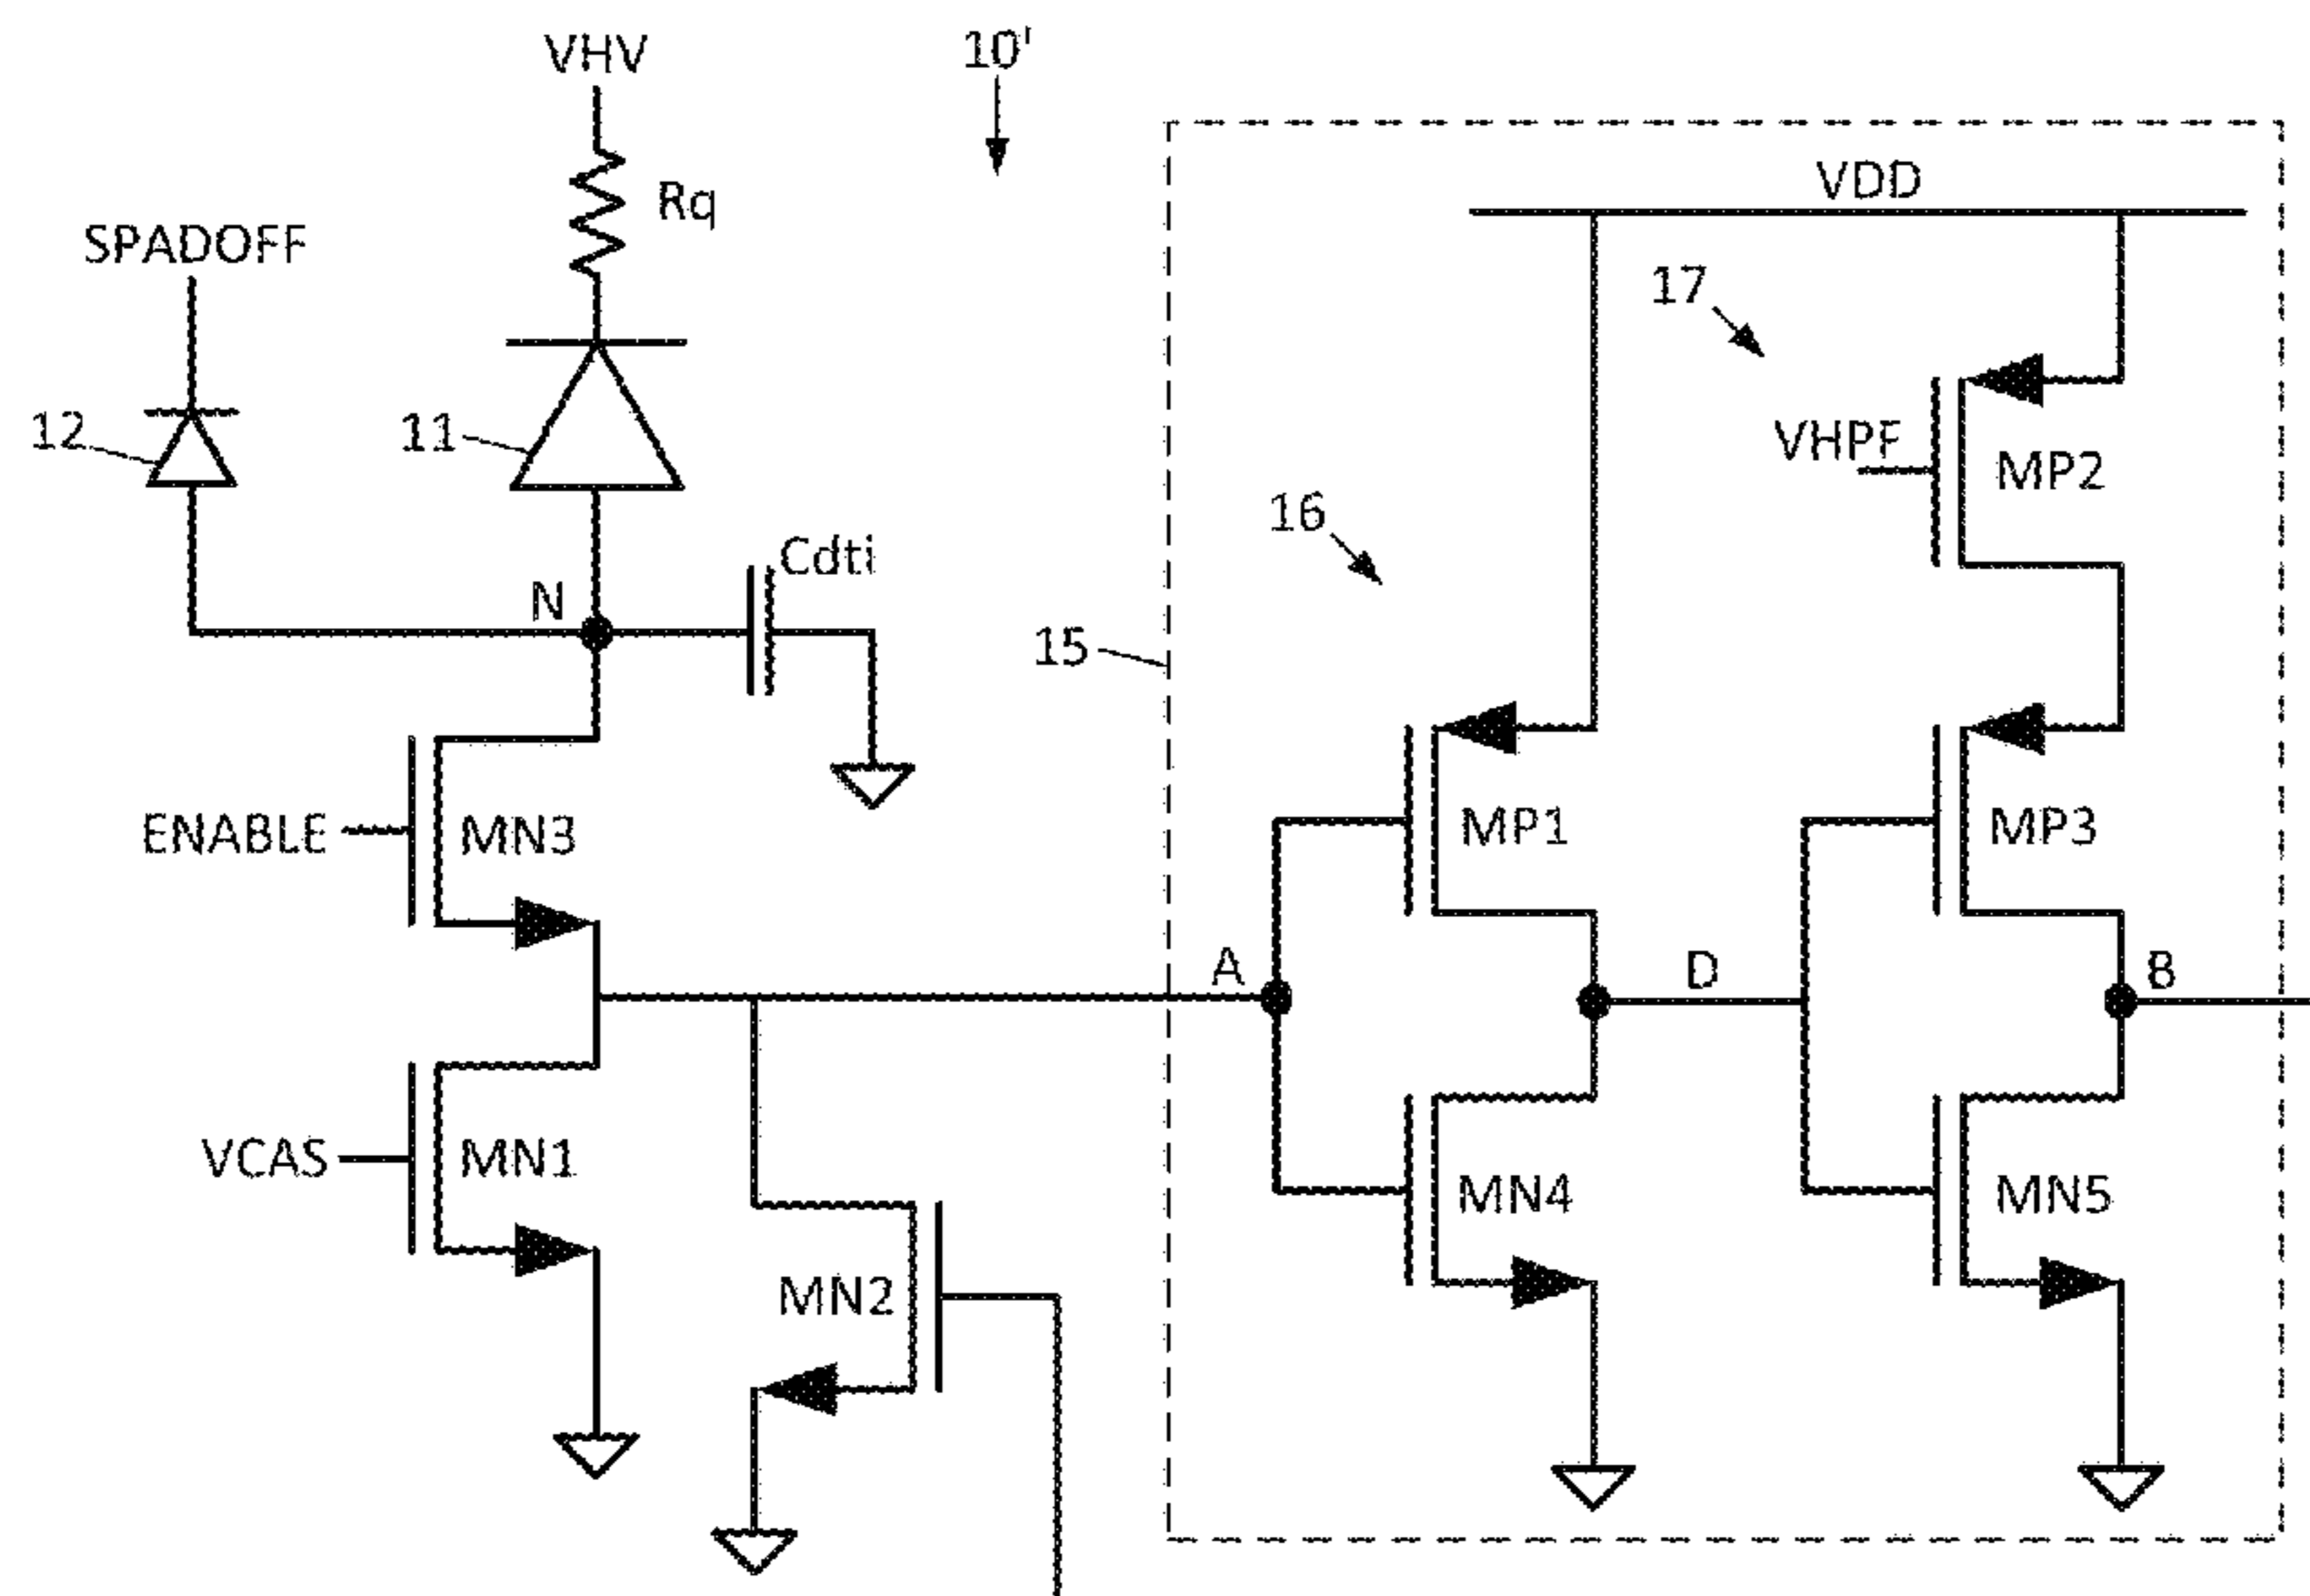 VHV
10'
Rq
VDD
SPADOFF
17
12
11
VHPF
MP2
16
Cdti
N
15
ENABLE
MN3
MP1
MP3
A
D
B
VCAS
MN1
MN4
MN5
MN2